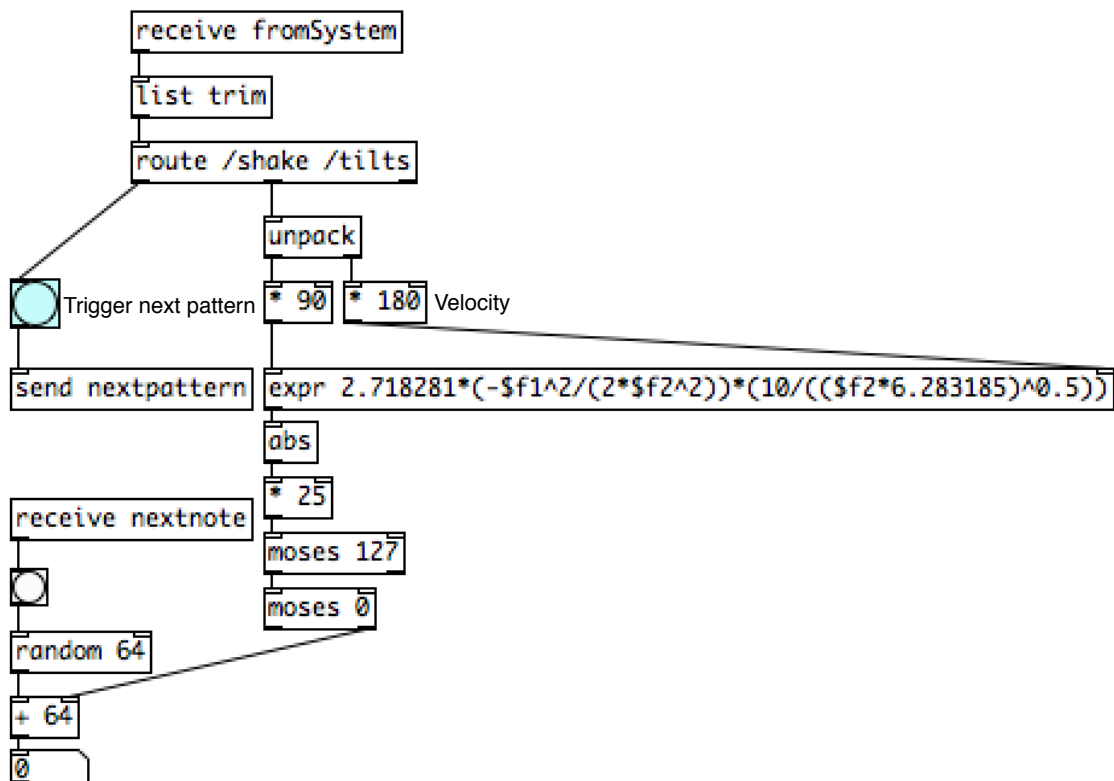 receive fromSystem
list trim
route /shake /tilts
unpack
Trigger next pattern
* 90
* 180
Velocity
send nextpattern
expr 2.718281*(-$f1^2/(2*$f2^2))*(10/(($f2*6.283185)^0.5))
abs
* 25
receive nextnote
moses 127
moses 0
random 64
+ 64
0